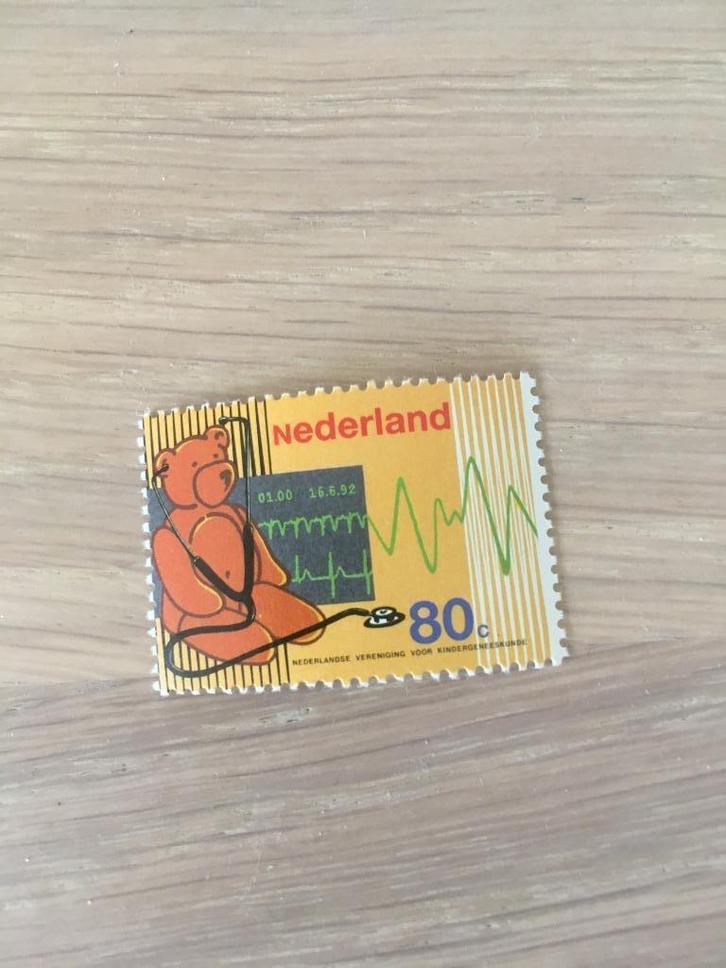 Nederland
01.00 16.6.92
80c
NEDERLANDSE VERENIGING VOOR KINDERGENEESKUNDE